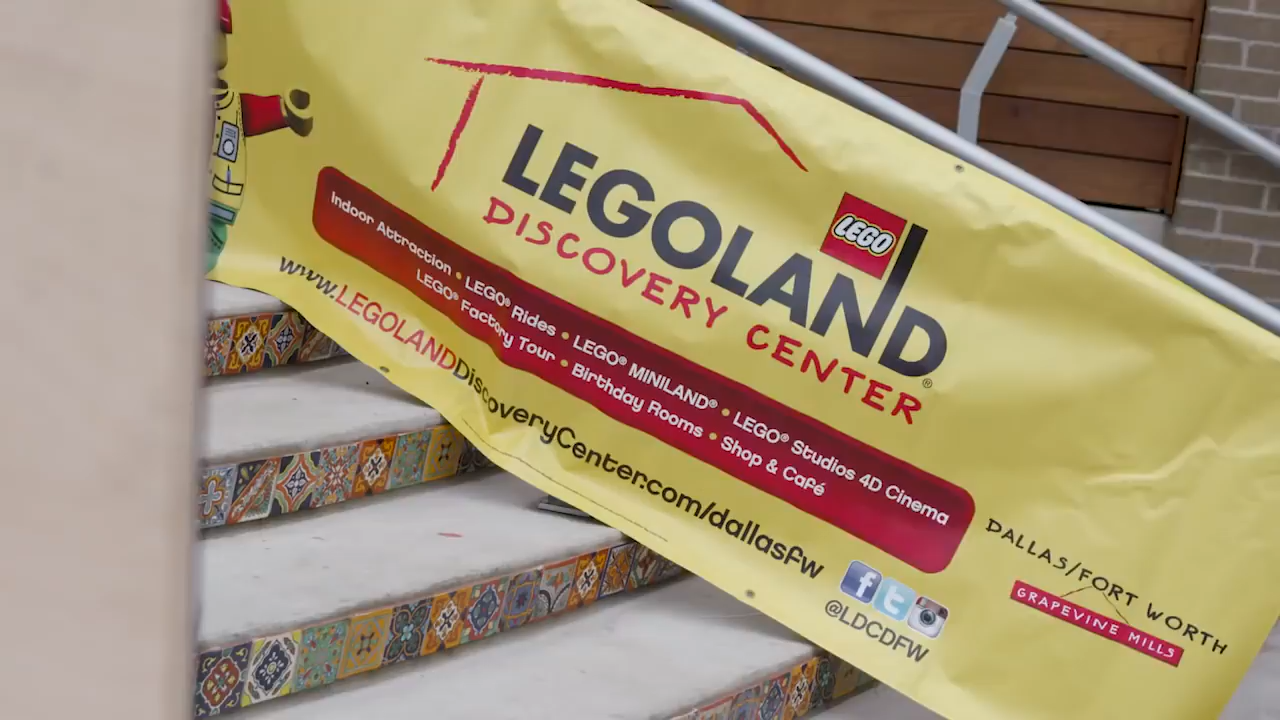 LEGOLAND®
LEGO
DISCOVERY CENTER
Indoor Attraction • LEGO® Rides • LEGO® MINILAND® • LEGO® Studios 4D Cinema
LEGO® Factory Tour • Birthday Rooms • Shop & Café
www.LEGOLANDDiscoveryCenter.com/dallasfw
@LDCDFW
DALLAS/FORT WORTH
GRAPEVINE MILLS